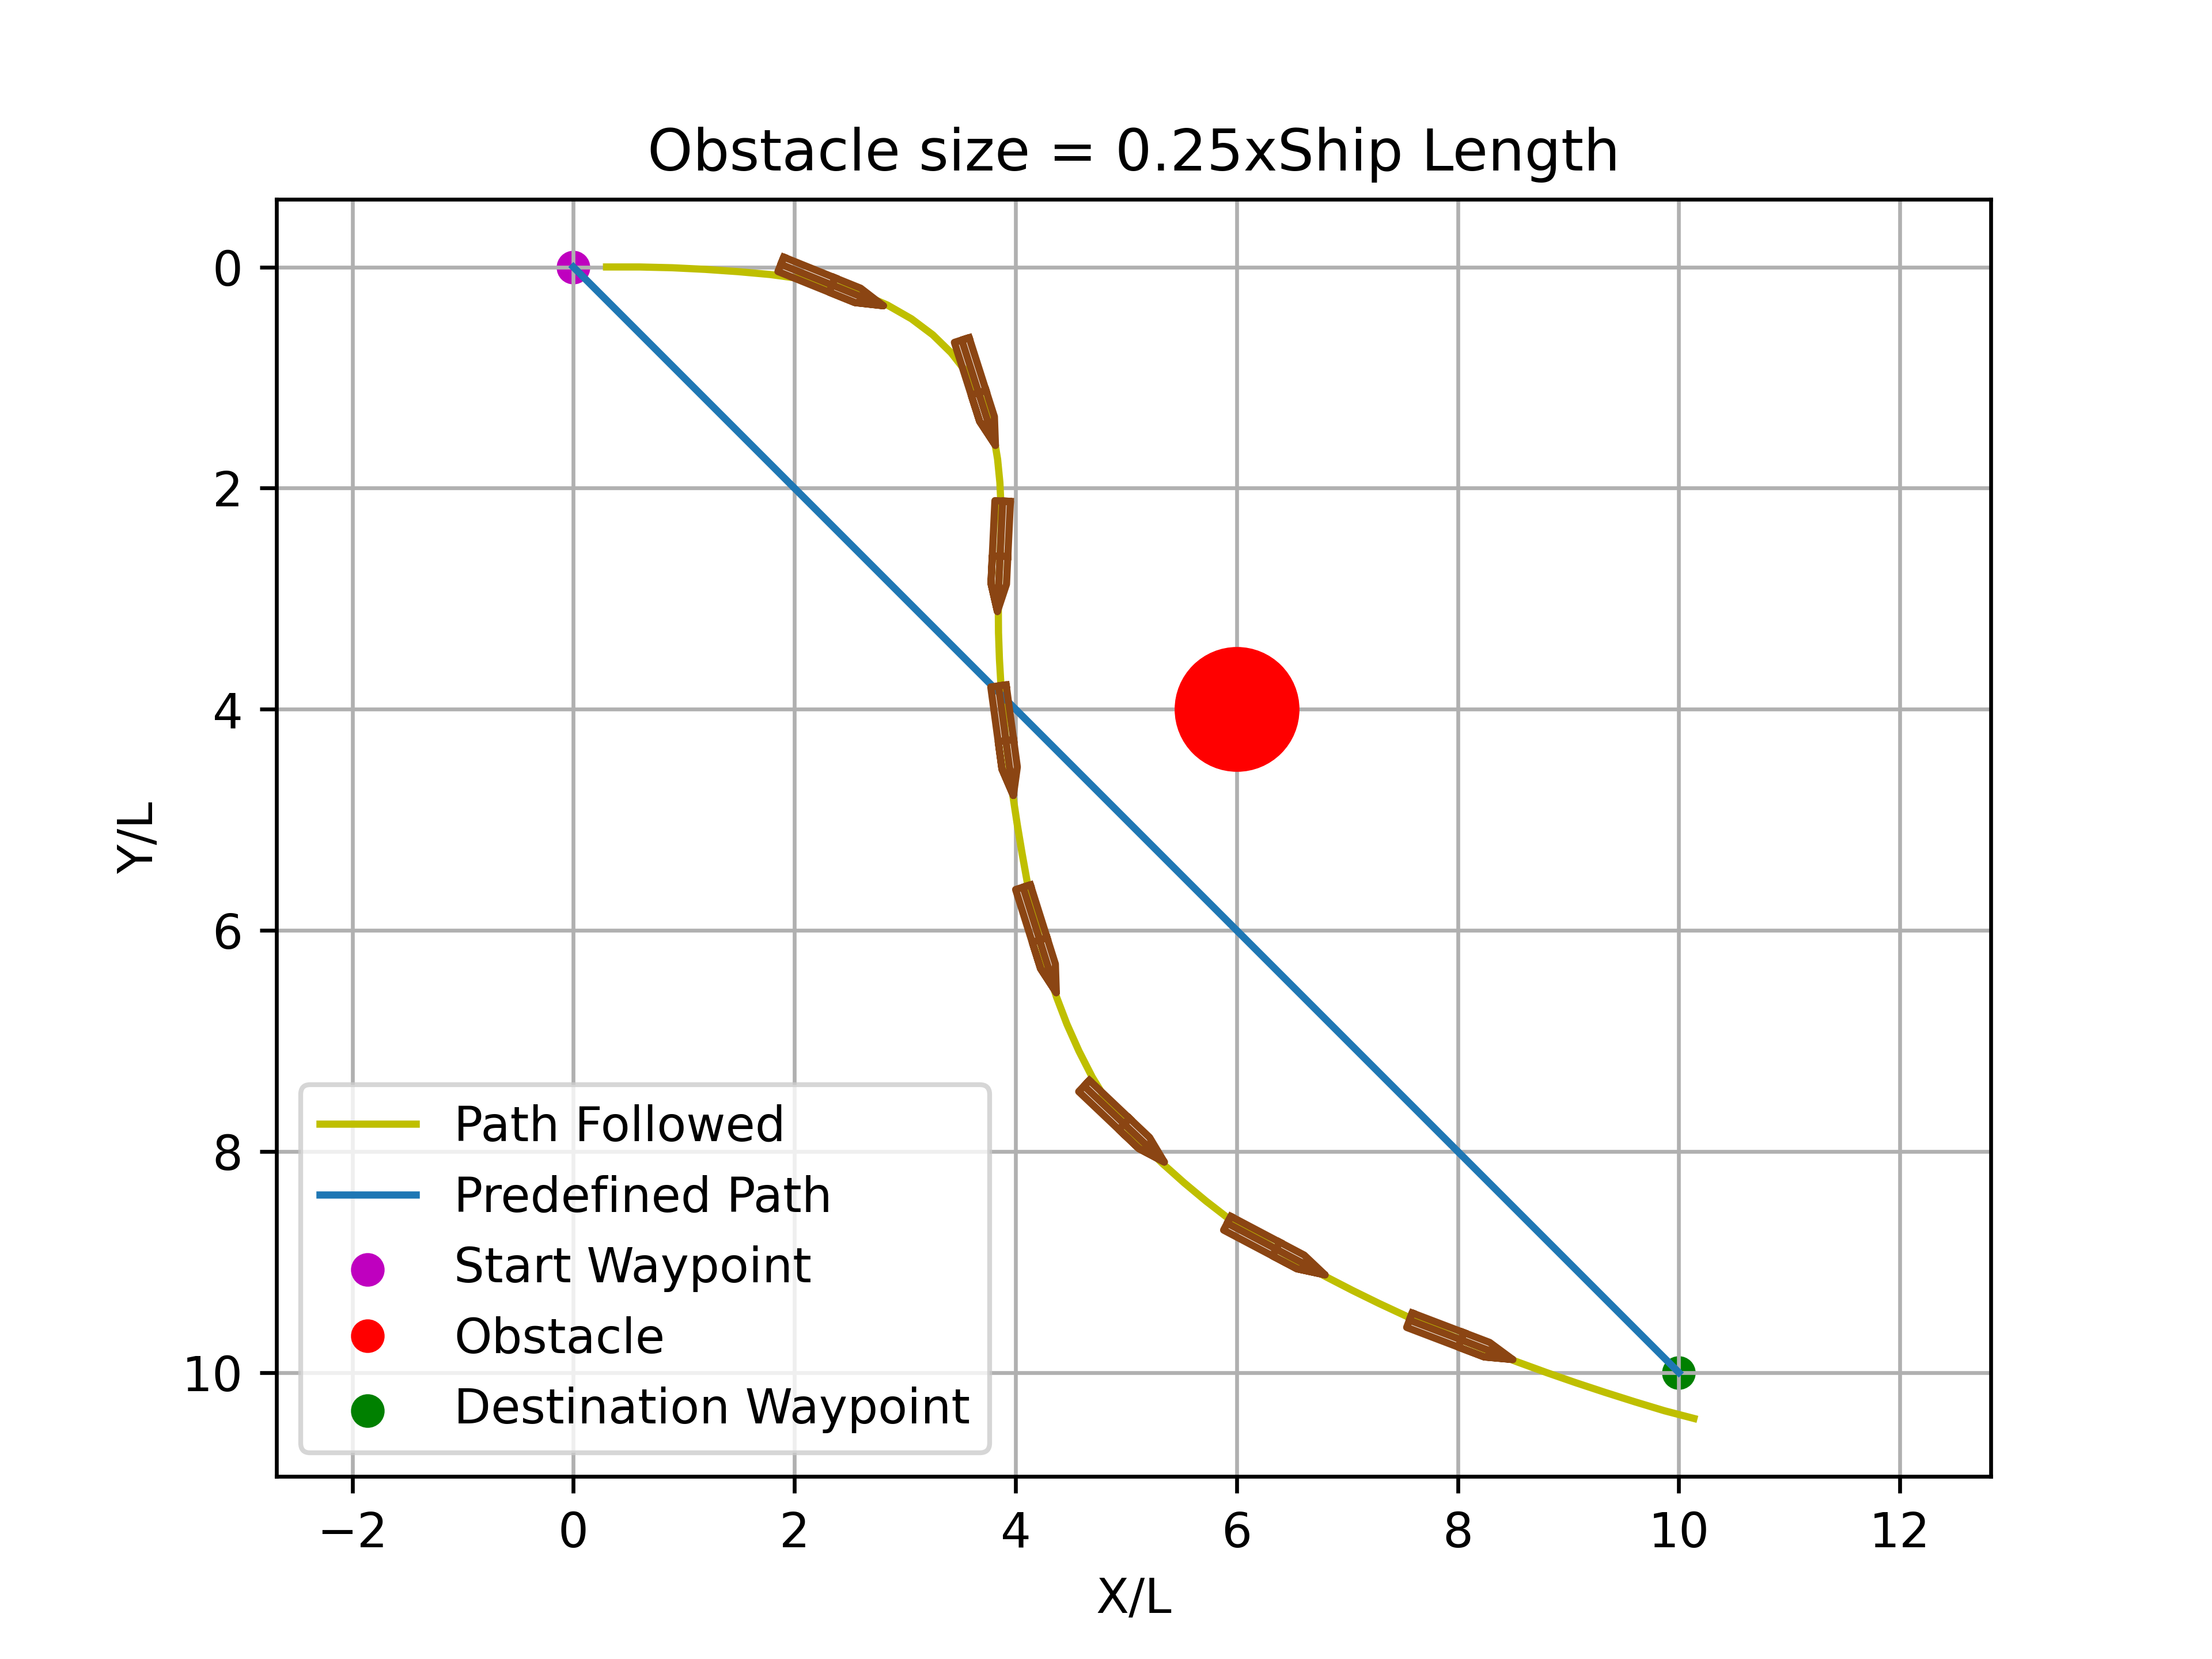 Obstacle size = 0.25xShip Length
0
2
4
6
8
10
Y/L
Path Followed
Predefined Path
Start Waypoint
Obstacle
Destination Waypoint
−2 0 2 4 6 8 10 12
X/L